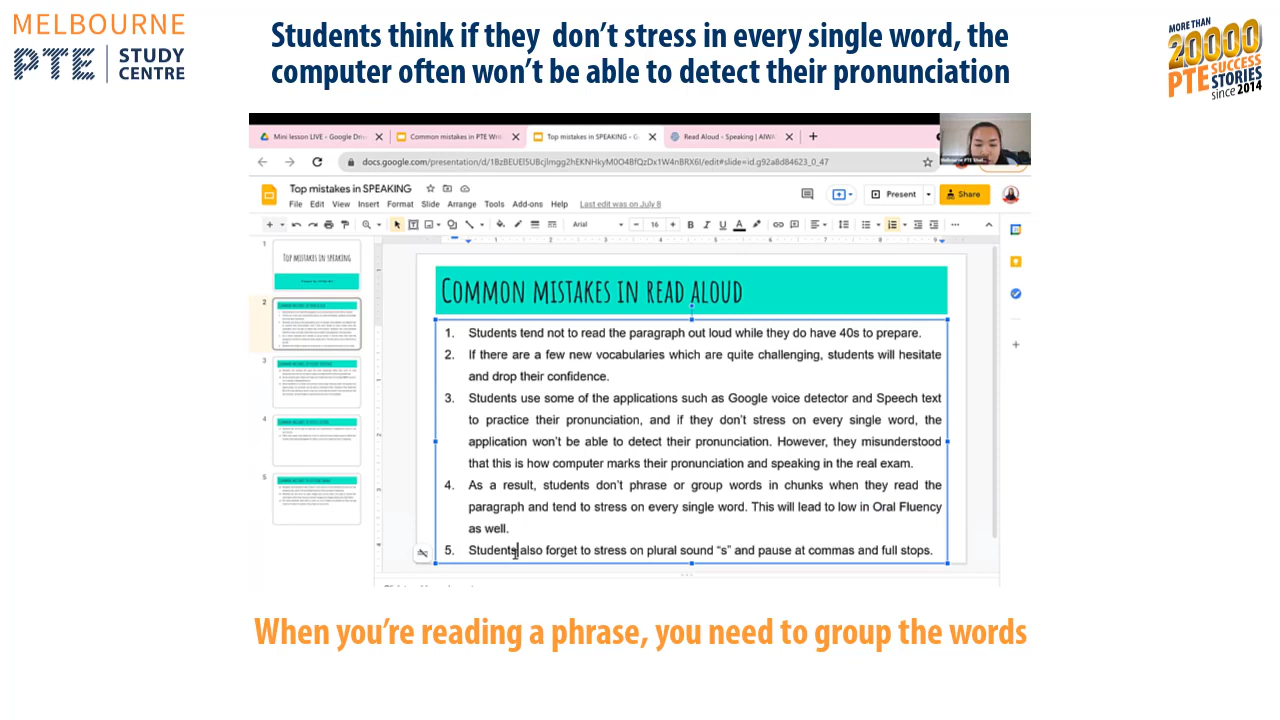 MELBOURNE
PTE STUDY CENTRE
Students think if they don't stress in every single word, the
computer often won't be able to detect their pronunciation
MORE THAN
20000
PTE SUCCESS
STORIES
since 2014
Mini lesson LIVE - Google Driv
Common mistakes in PTE Wri
Top mistakes in SPEAKING - G
Read Aloud - Speaking | AIWA
docs.google.com/presentation/d/1BzBEUEl5UBcjlmgg2hEKNHkyM0O4BfQzDx1W4nBRX6I/edit#slide=id.g92a8d84623_0_47
Top mistakes in SPEAKING
File Edit View Insert Format Slide Arrange Tools Add-ons Help Last edit was on July 8
Present
Share
Arial
16
1
TOP MISTAKES IN SPEAKING
2
3
4
5
COMMON MISTAKES IN READ ALOUD
1. Students tend not to read the paragraph out loud while they do have 40s to prepare.
2. If there are a few new vocabularies which are quite challenging, students will hesitate
and drop their confidence.
3. Students use some of the applications such as Google voice detector and Speech text
to practice their pronunciation, and if they don't stress on every single word, the
application won't be able to detect their pronunciation. However, they misunderstood
that this is how computer marks their pronunciation and speaking in the real exam.
4. As a result, students don't phrase or group words in chunks when they read the
paragraph and tend to stress on every single word. This will lead to low in Oral Fluency
as well.
5. Students also forget to stress on plural sound "s" and pause at commas and full stops.
When you're reading a phrase, you need to group the words